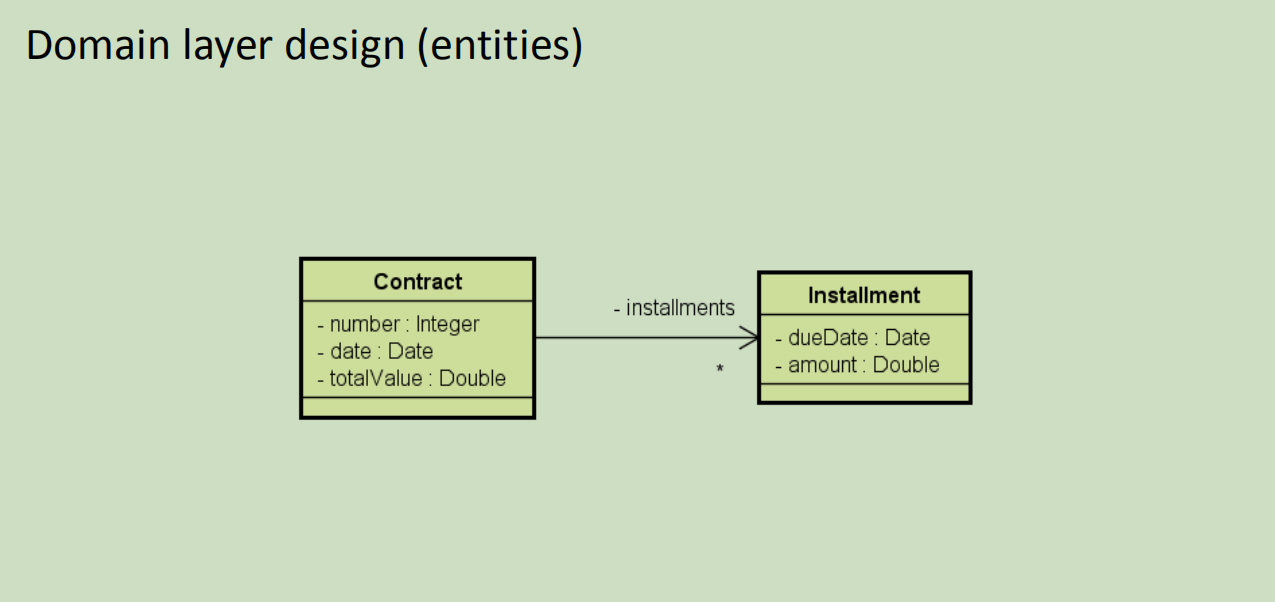 Domain layer design (entities)
Contract
- number : Integer
- date : Date
- totalValue : Double
- installments
*
Installment
- dueDate : Date
- amount : Double